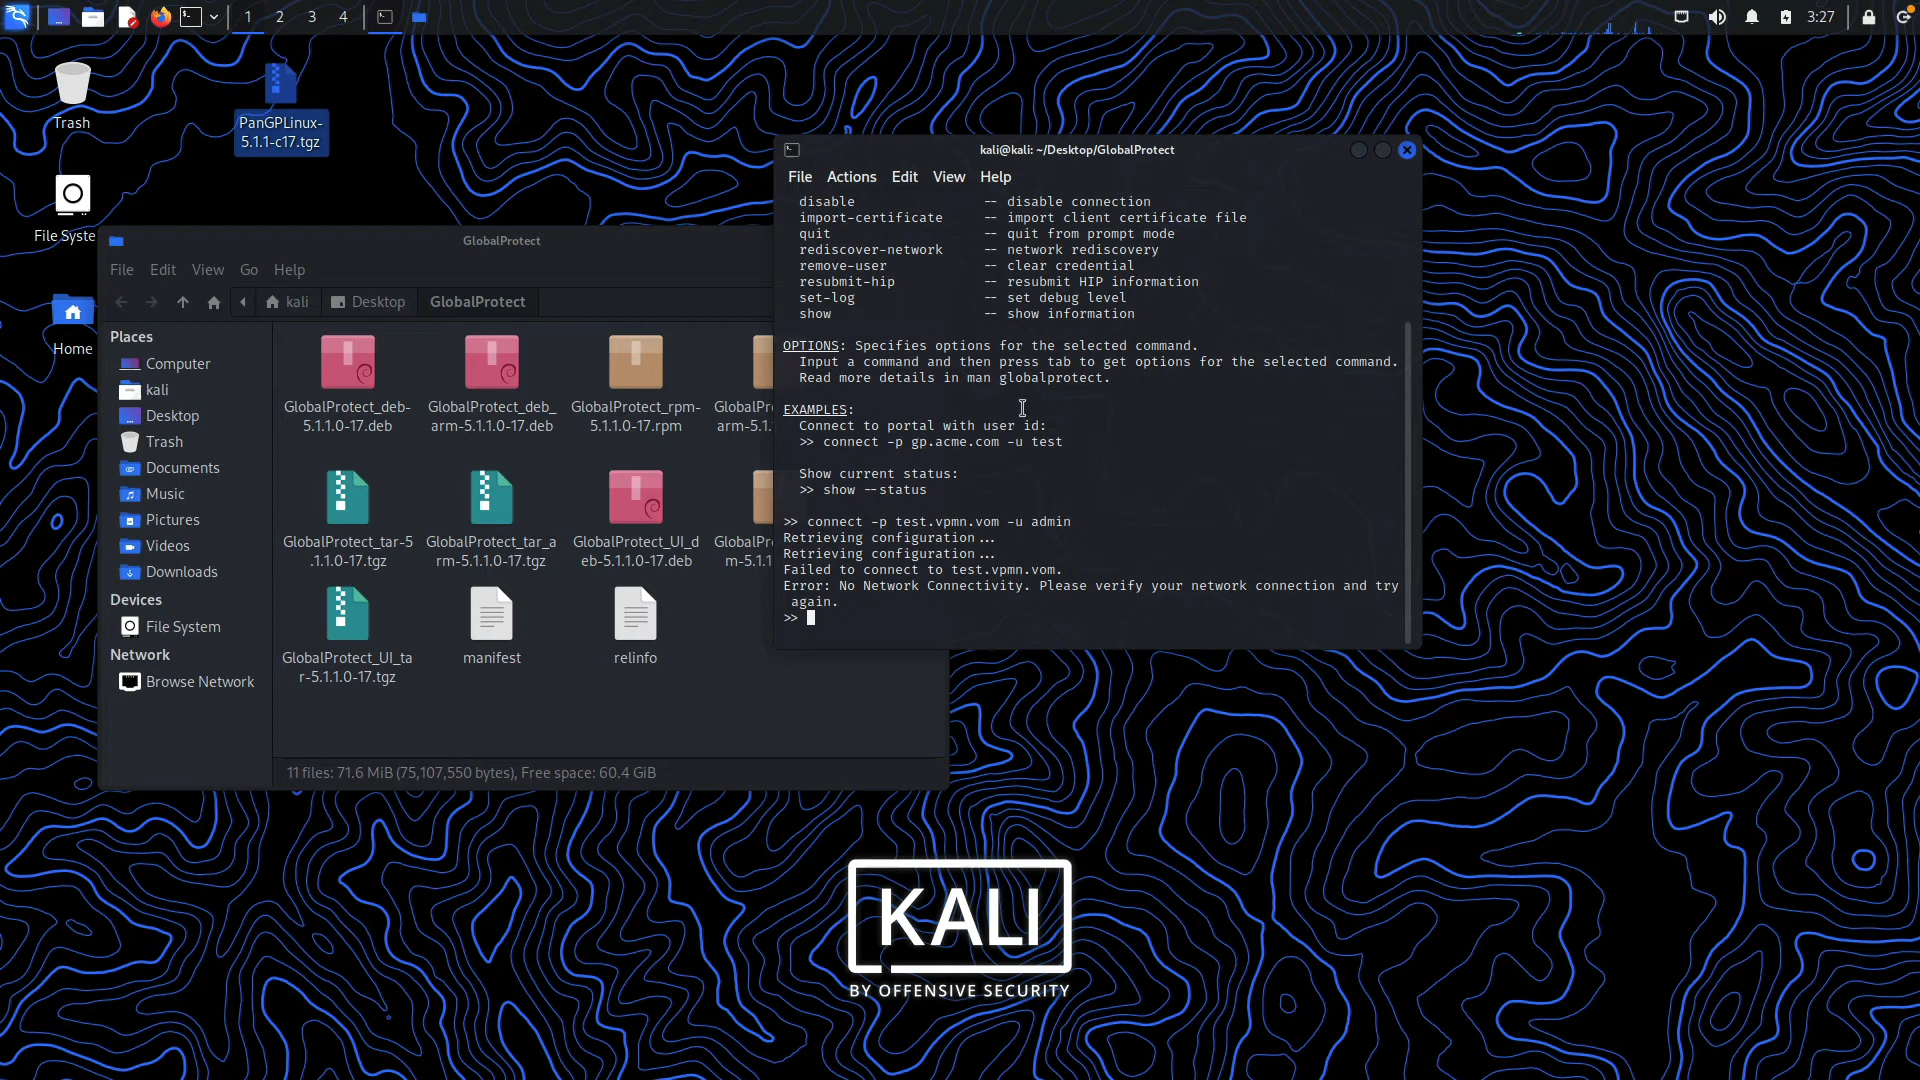 1 2 3 4
3:27
Trash
PanGPLinux-
5.1.1-c17.tgz
File Syste
Home
GlobalProtect
File Edit View Go Help
kali Desktop GlobalProtect
Places
Computer
kali
Desktop
Trash
Documents
Music
Pictures
Videos
Downloads
Devices
File System
Network
Browse Network
GlobalProtect_deb-
5.1.1.0-17.deb
GlobalProtect_deb_
arm-5.1.1.0-17.deb
GlobalProtect_rpm-
5.1.1.0-17.rpm
GlobalPr
arm-5.1.
GlobalProtect_tar-5
.1.1.0-17.tgz
GlobalProtect_tar_a
rm-5.1.1.0-17.tgz
GlobalProtect_UI_d
eb-5.1.1.0-17.deb
GlobalPr
m-5.1.1
GlobalProtect_UI_ta
r-5.1.1.0-17.tgz
manifest
relinfo
11 files: 71.6 MiB (75,107,550 bytes), Free space: 60.4 GiB
kali@kali: ~/Desktop/GlobalProtect
File Actions Edit View Help
disable -- disable connection
import-certificate -- import client certificate file
quit -- quit from prompt mode
rediscover-network -- network rediscovery
remove-user -- clear credential
resubmit-hip -- resubmit HIP information
set-log -- set debug level
show -- show information
OPTIONS: Specifies options for the selected command.
Input a command and then press tab to get options for the selected command.
Read more details in man globalprotect.
EXAMPLES:
Connect to portal with user id:
>> connect -p gp.acme.com -u test
Show current status:
>> show --status
>> connect -p test.vpmn.vom -u admin
Retrieving configuration...
Retrieving configuration...
Failed to connect to test.vpmn.vom.
Error: No Network Connectivity. Please verify your network connection and try
again.
>>
KALI
BY OFFENSIVE SECURITY